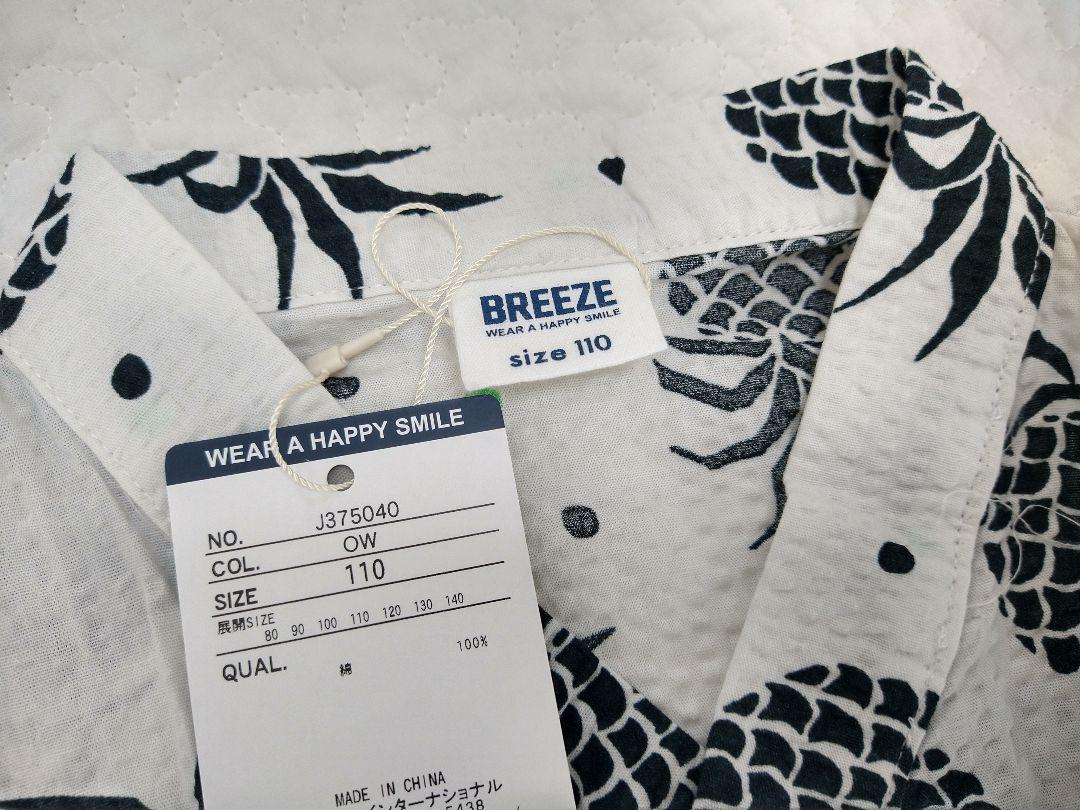 BREEZE
WEAR A HAPPY SMILE
size 110
WEAR A HAPPY SMILE
NO. J375040
COL. OW
SIZE 110
展開SIZE
80 90 100 110 120 130 140
QUAL. 綿 100%
MADE IN CHINA
インターナショナル
5438